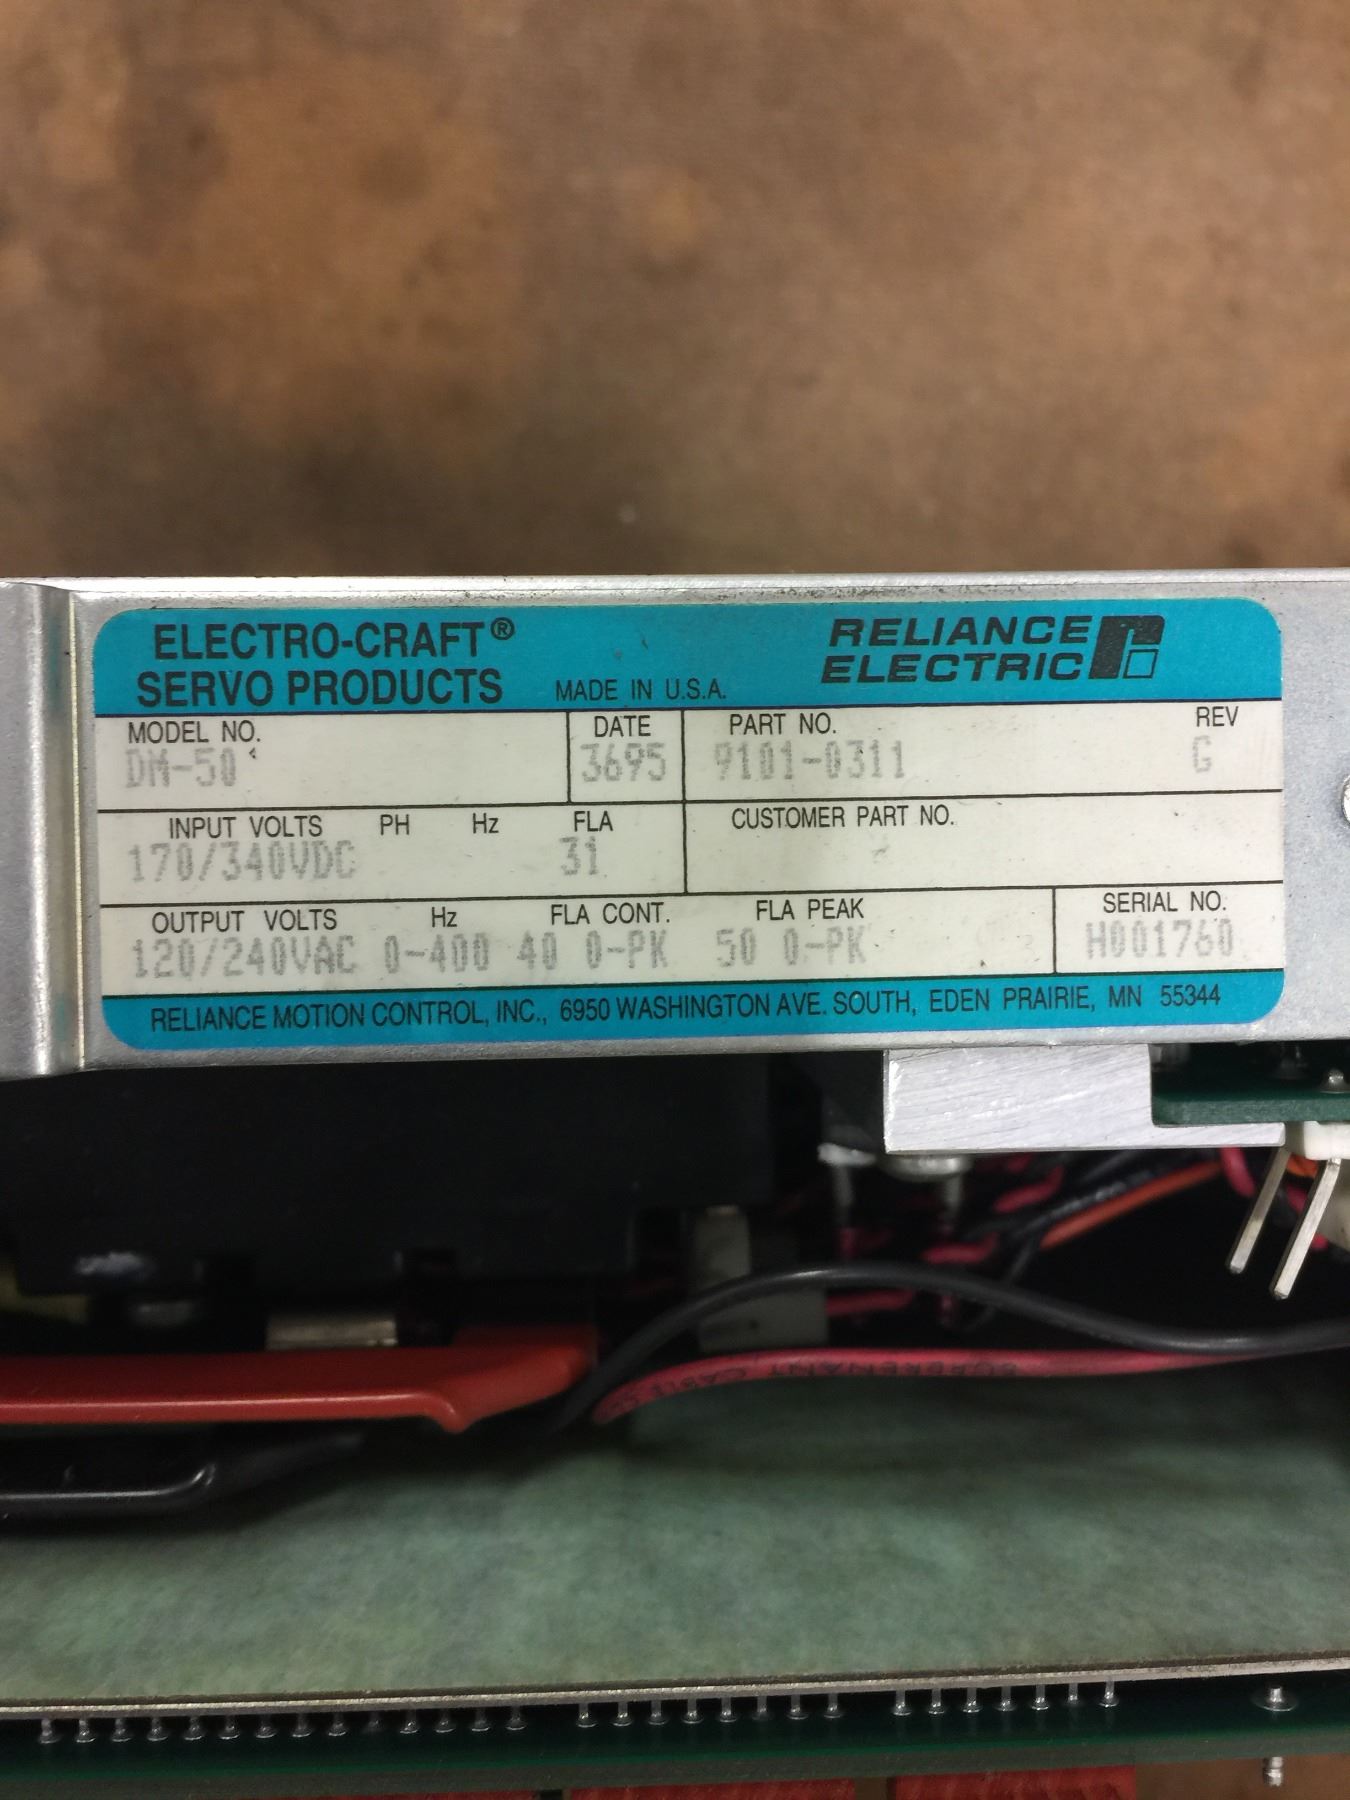 ELECTRO-CRAFT®
SERVO PRODUCTS
MADE IN U.S.A.
RELIANCE
ELECTRIC
MODEL NO.
DM-50
DATE
3695
PART NO.
9101-0311
REV
G
INPUT VOLTS PH Hz FLA
170/340VDC 31
CUSTOMER PART NO.
OUTPUT VOLTS Hz FLA CONT. FLA PEAK
120/240VAC 0-400 40 0-PK 50 0-PK
SERIAL NO.
H001760
RELIANCE MOTION CONTROL, INC., 6950 WASHINGTON AVE. SOUTH, EDEN PRAIRIE, MN 55344